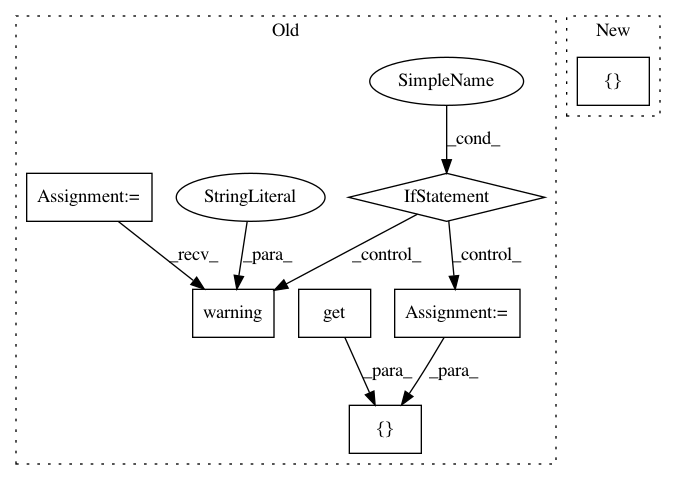 Old
New
SimpleName
{}
_cond_
Assignment:=
StringLiteral
IfStatement
_recv_
_para_
_control_
_control_
warning
get
Assignment:=
_para_
_para_
{}